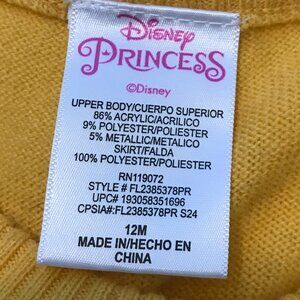 Disney
PRINCESS
©Disney
UPPER BODY/CUERPO SUPERIOR
86% ACRYLIC/ACRILICO
9% POLYESTER/POLIESTER
5% METALLIC/METALICO
SKIRT/FALDA
100% POLYESTER/POLIESTER
RN119072
STYLE # FL2385378PR
UPC# 193058351696
CPSIA#:FL2385378PR S24
12M
MADE IN/HECHO EN
CHINA